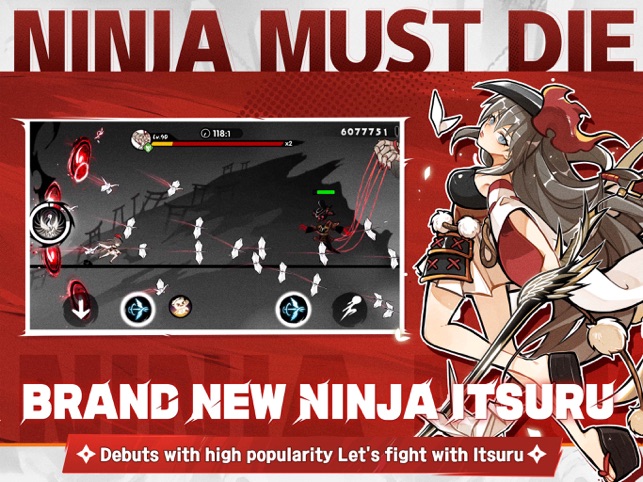 NINJA MUST DIE
Lv.90
118:1
6077751
x2
BRAND NEW NINJA ITSURU
Debuts with high popularity Let's fight with Itsuru